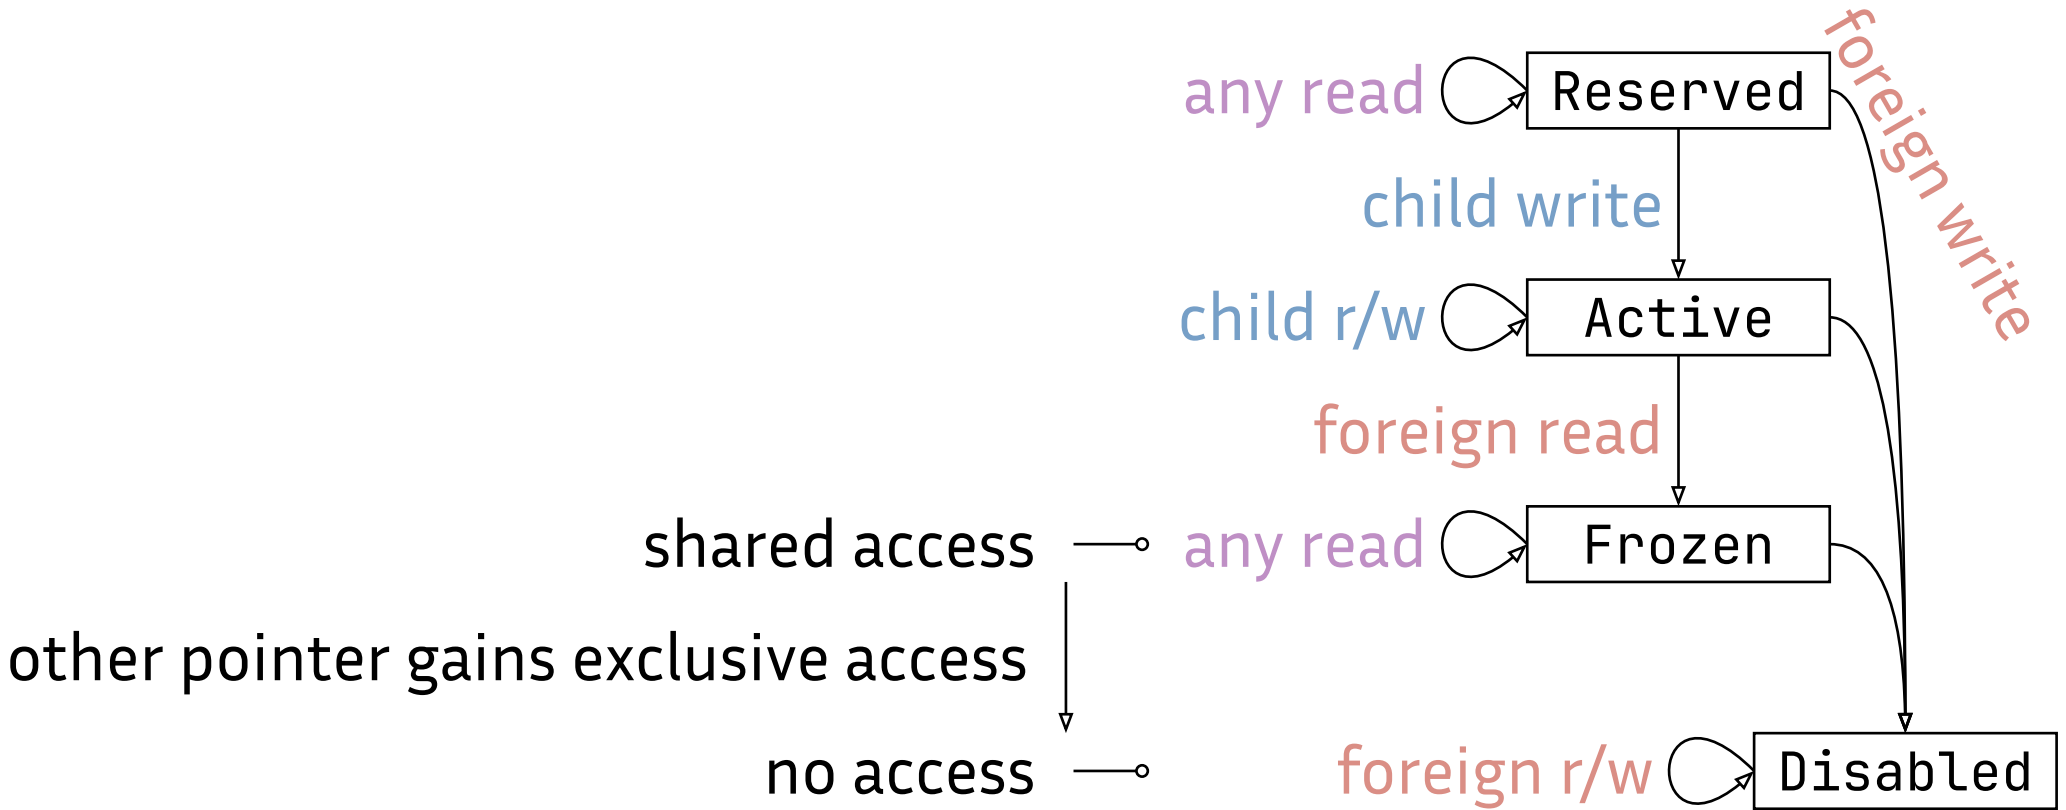 any read
Reserved
foreign write
child write
child r/w
Active
foreign read
shared access
any read
Frozen
other pointer gains exclusive access
no access
foreign r/w
Disabled